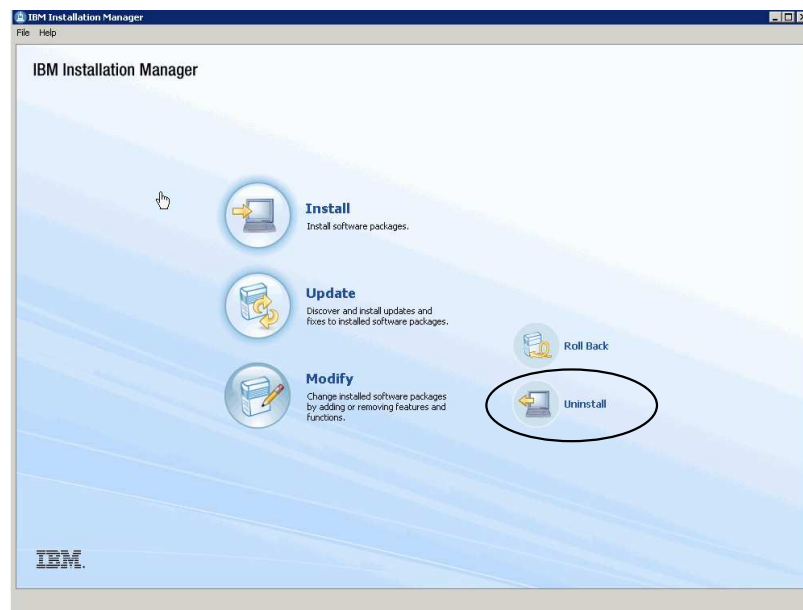 IBM Installation Manager
File Help
IBM Installation Manager
Install
Install software packages.
Update
Discover and install updates and
fixes to installed software packages.
Roll Back
Modify
Change installed software packages
by adding or removing features and
functions.
Uninstall
IBM.